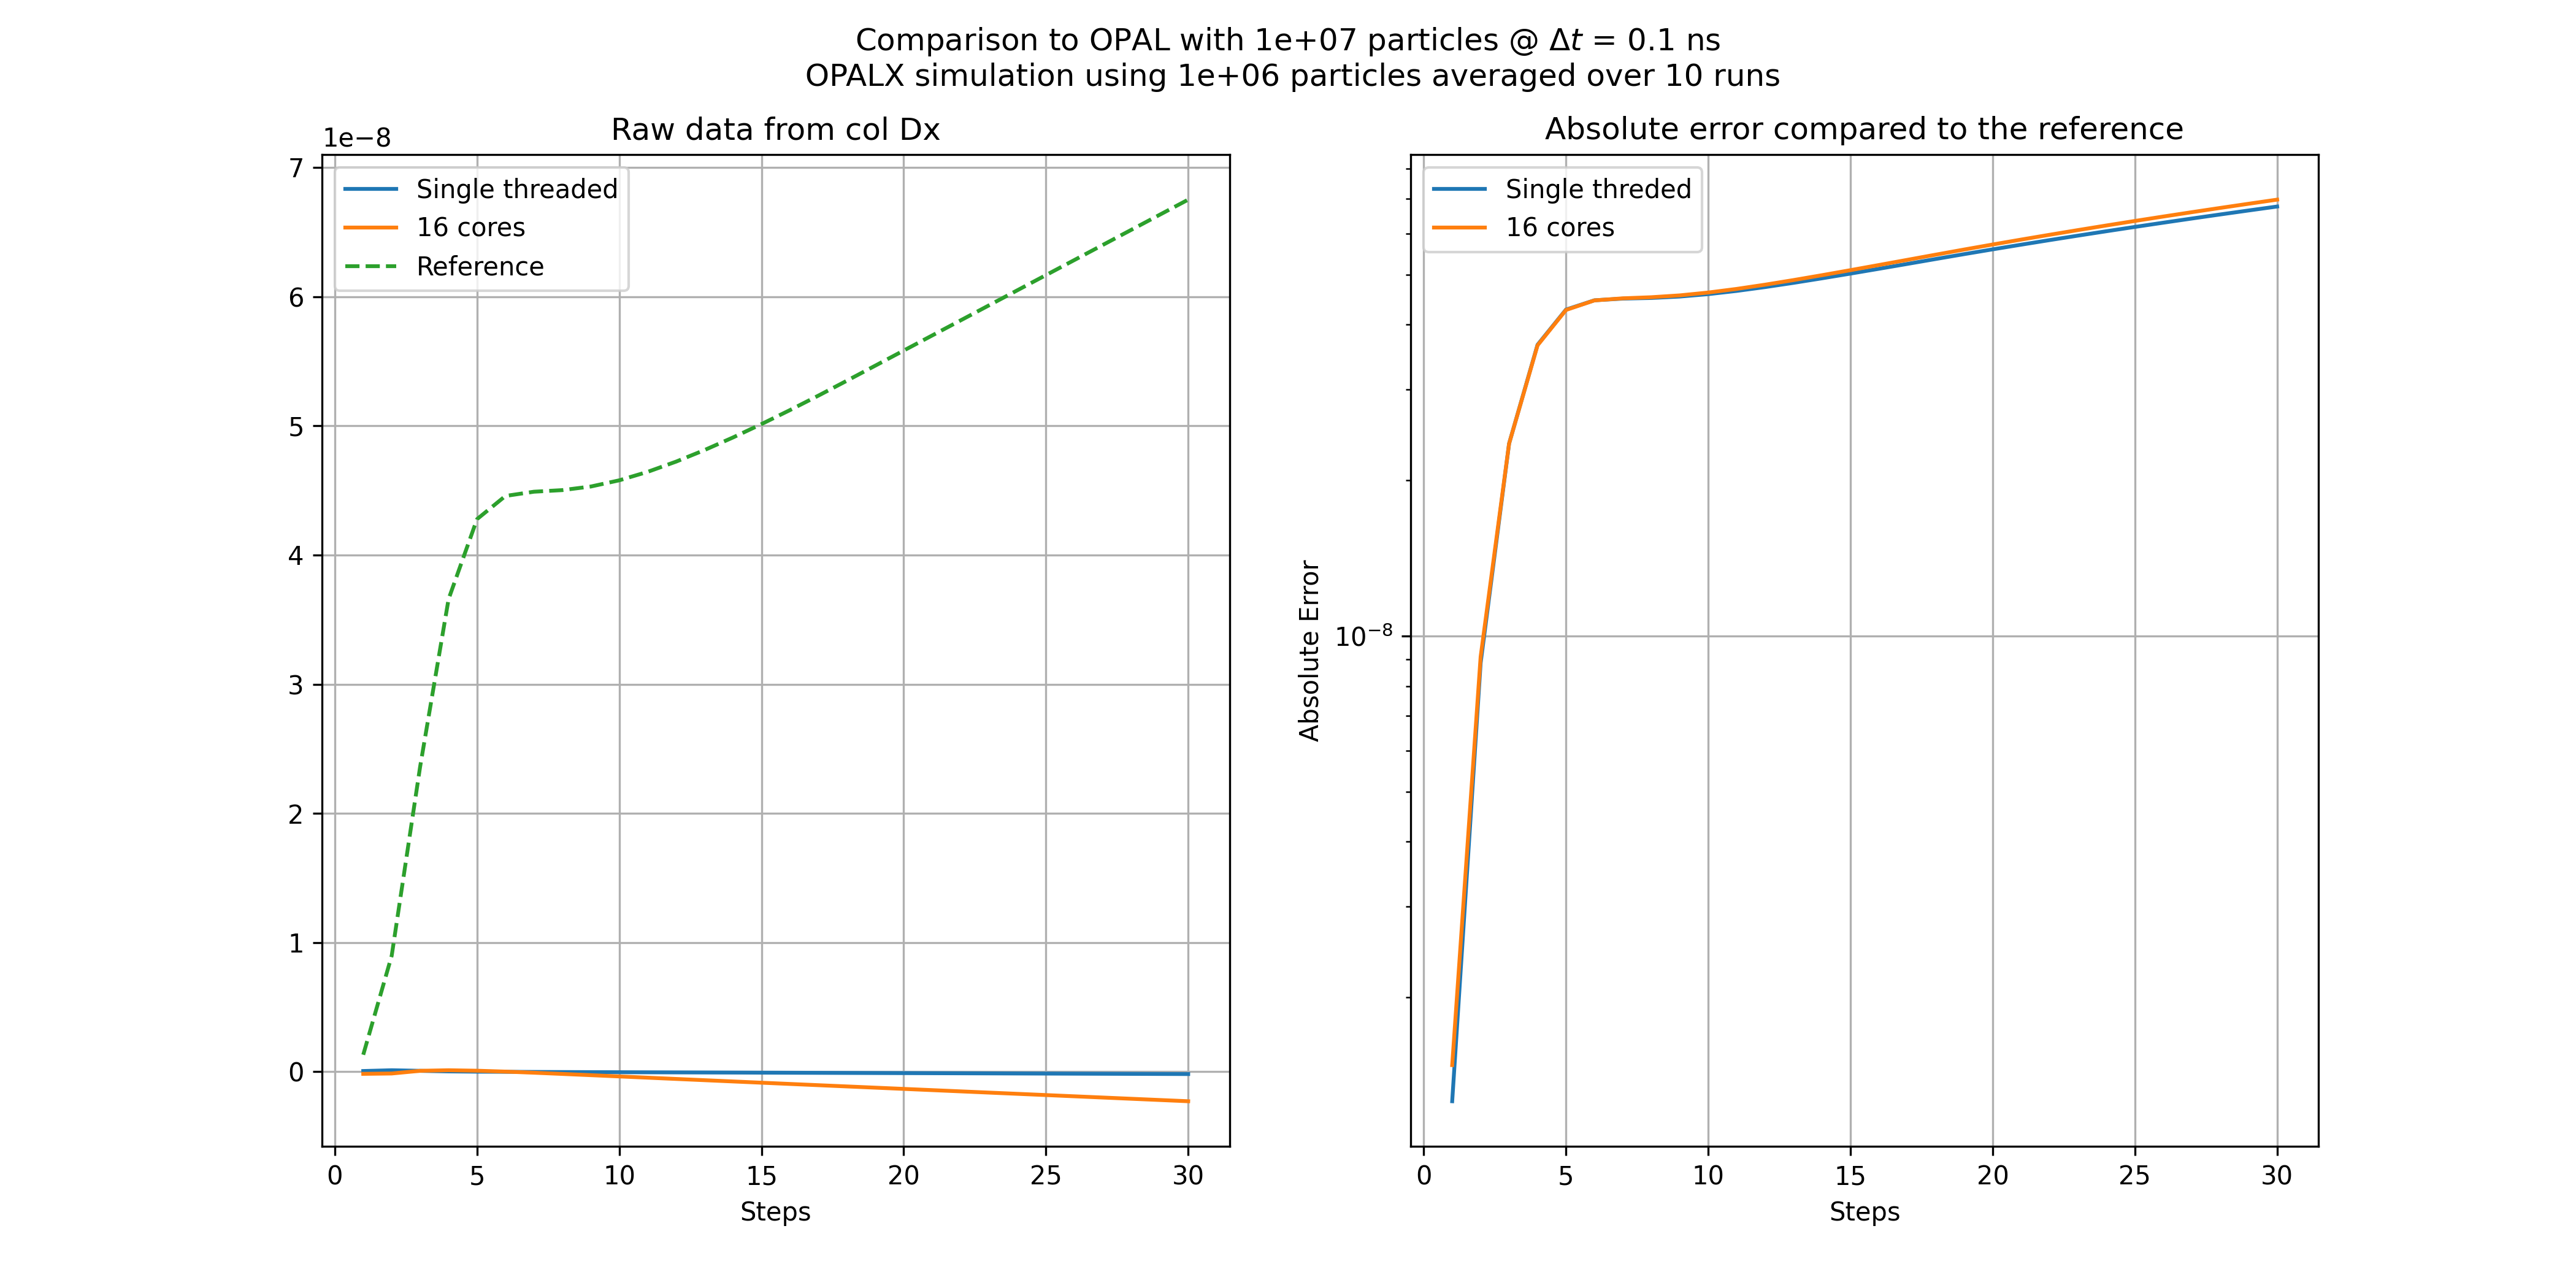 Comparison to OPAL with 1e+07 particles @ Δt = 0.1 ns
OPALX simulation using 1e+06 particles averaged over 10 runs
Raw data from col Dx
1e−8
7
6
5
4
3
2
1
0
Single threaded
16 cores
Reference
0 5 10 15 20 25 30
Steps
Absolute error compared to the reference
Absolute Error
10⁻⁸
Single threded
16 cores
0 5 10 15 20 25 30
Steps